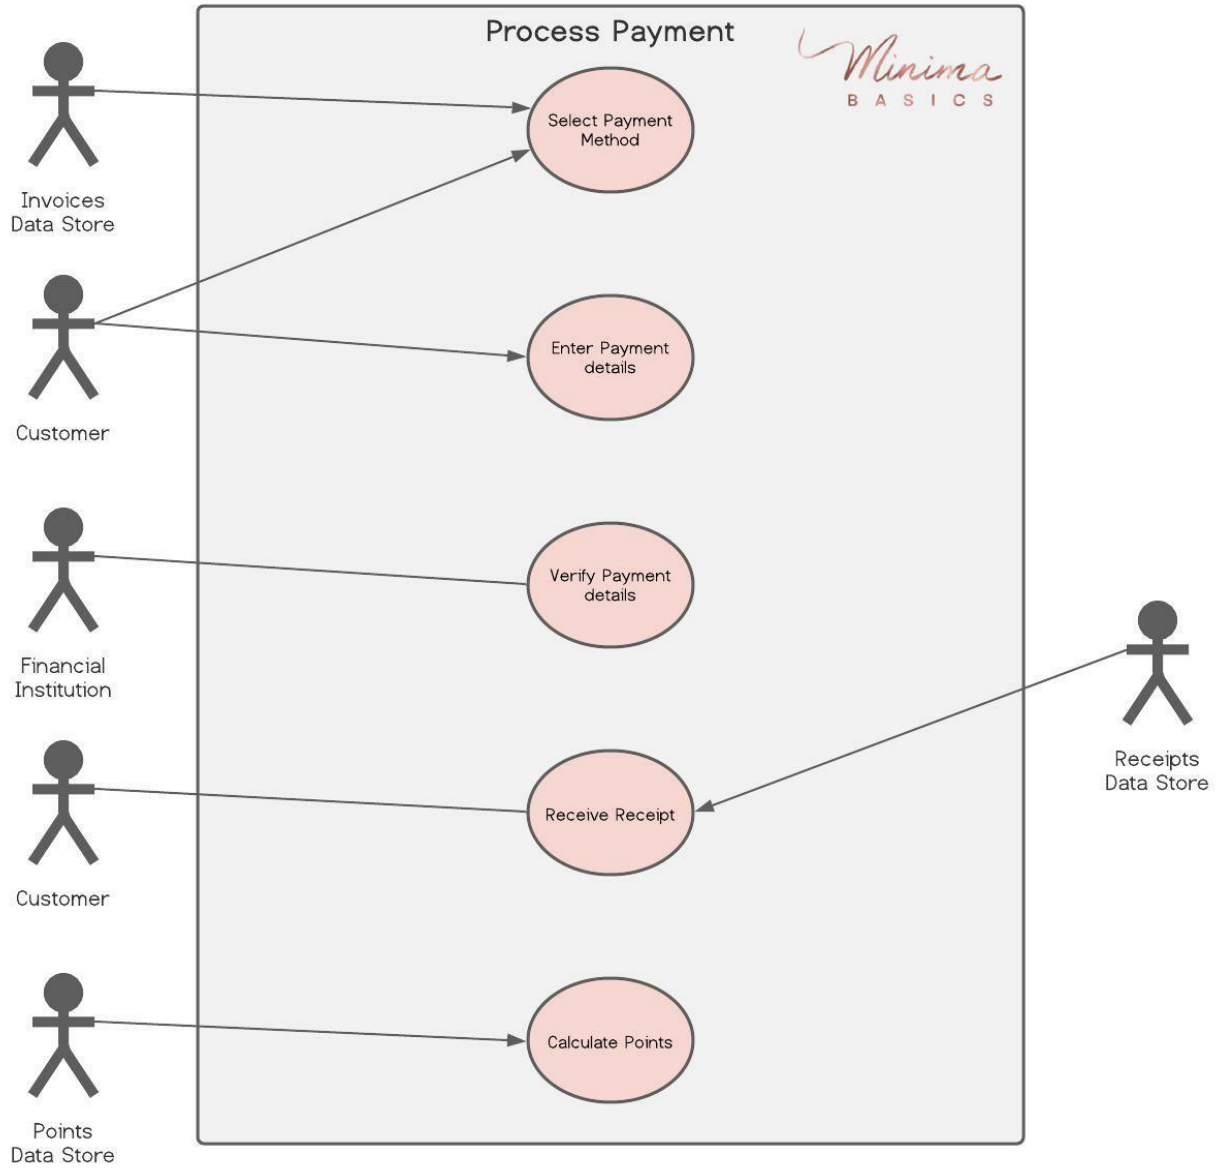 Process Payment
Minima
BASICS
Select Payment
Method
Invoices
Data Store
Enter Payment
details
Customer
Verify Payment
details
Financial
Institution
Receipts
Data Store
Receive Receipt
Customer
Calculate Points
Points
Data Store